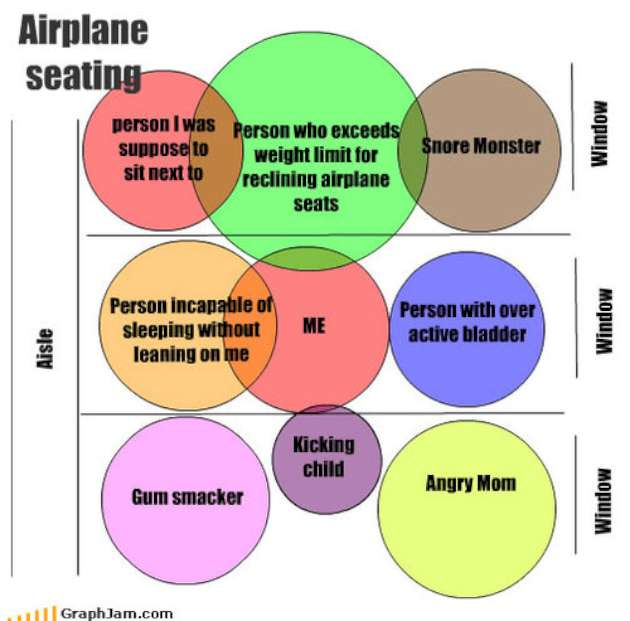 Airplane
seating
person I was
suppose to
sit next to
Person who exceeds
weight limit for
reclining airplane
seats
Snore Monster
Window
Person incapable of
sleeping without
leaning on me
ME
Person with over
active bladder
Window
Aisle
Gum smacker
Kicking
child
Angry Mom
Window
GraphJam.com